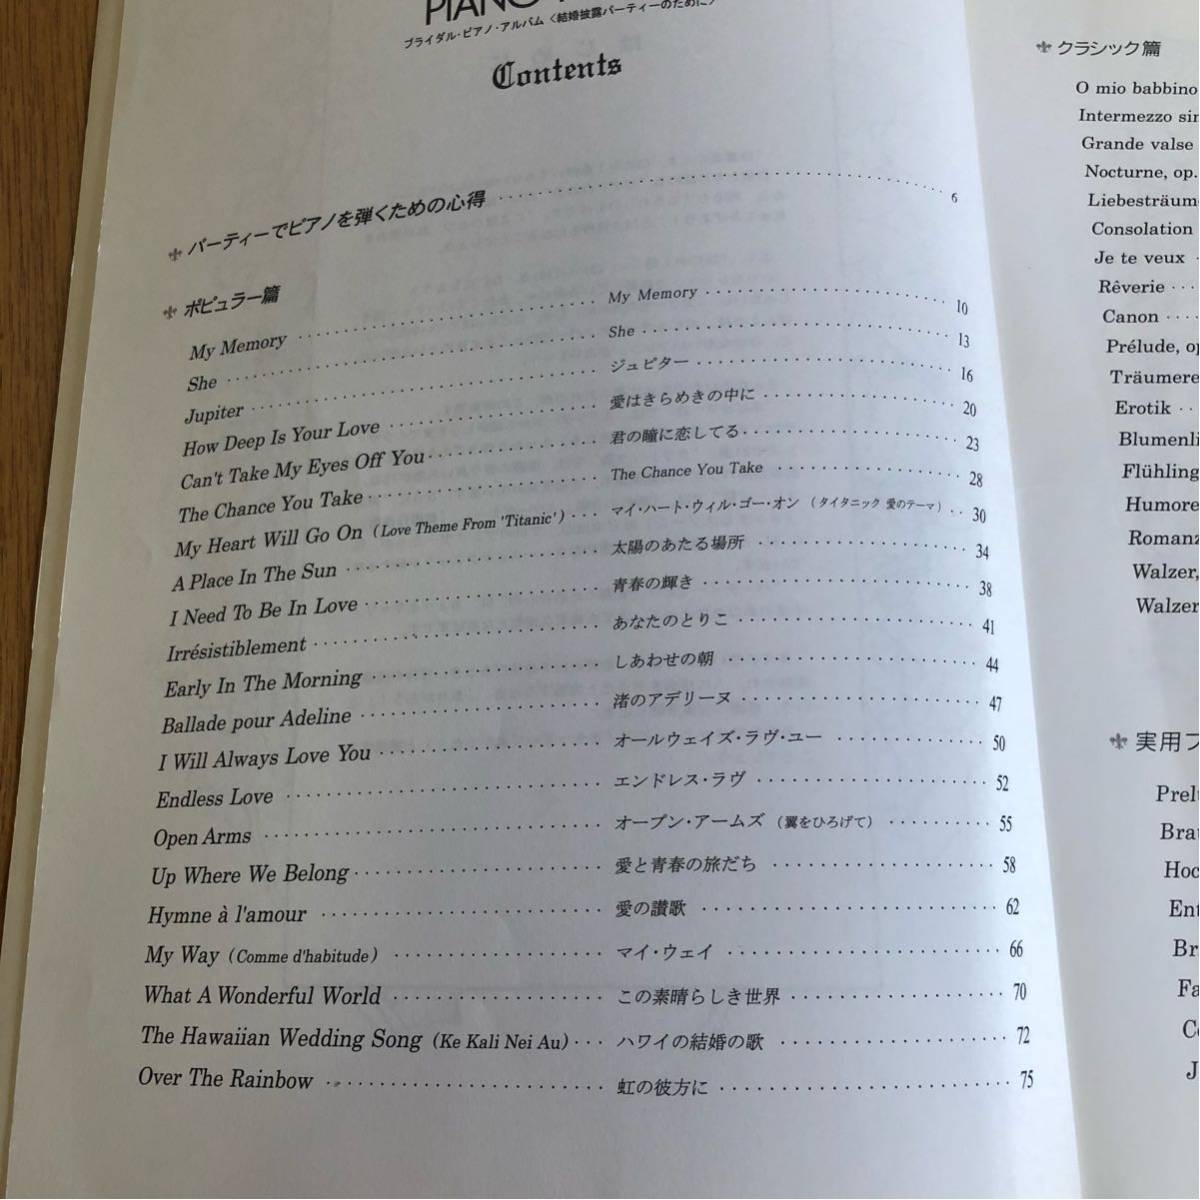 PIANO
ブライダル・ピアノ・アルバム〈結婚披露パーティーのために〉
Contents
パーティーでピアノを弾くための心得 6
ポピュラー篇
My Memory My Memory 10
She She 13
Jupiter ジュピター 16
How Deep Is Your Love 愛はきらめきの中に 20
Can't Take My Eyes Off You 君の瞳に恋してる 23
The Chance You Take The Chance You Take 28
My Heart Will Go On (Love Theme From 'Titanic') マイ・ハート・ウィル・ゴー・オン (タイタニック 愛のテーマ) 30
A Place In The Sun 太陽のあたる場所 34
I Need To Be In Love 青春の輝き 38
Irrésistiblement あなたのとりこ 41
Early In The Morning しあわせの朝 44
Ballade pour Adeline 渚のアデリーヌ 47
I Will Always Love You オールウェイズ・ラヴ・ユー 50
Endless Love エンドレス・ラヴ 52
Open Arms オープン・アームズ (翼をひろげて) 55
Up Where We Belong 愛と青春の旅だち 58
Hymne à l'amour 愛の讃歌 62
My Way (Comme d'habitude) マイ・ウェイ 66
What A Wonderful World この素晴らしき世界 70
The Hawaiian Wedding Song (Ke Kali Nei Au) ハワイの結婚の歌 72
Over The Rainbow 虹の彼方に 75
クラシック篇
O mio babbino
Intermezzo sin
Grande valse
Nocturne, op.
Liebesträume
Consolation
Je te veux
Rêverie
Canon
Prélude, op
Träumere
Erotik
Blumenli
Flühling
Humore
Romanz
Walzer,
Walzer
実用フ
Prelu
Brau
Hoc
Ent
Br
Fa
Co
J